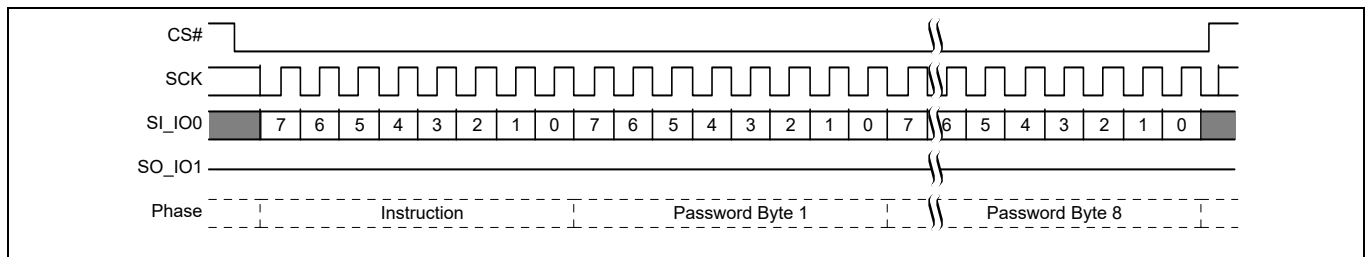 CS#
SCK
SI_IO0 7 6 5 4 3 2 1 0 7 6 5 4 3 2 1 0 7 6 5 4 3 2 1 0
SO_IO1
Phase Instruction Password Byte 1 Password Byte 8